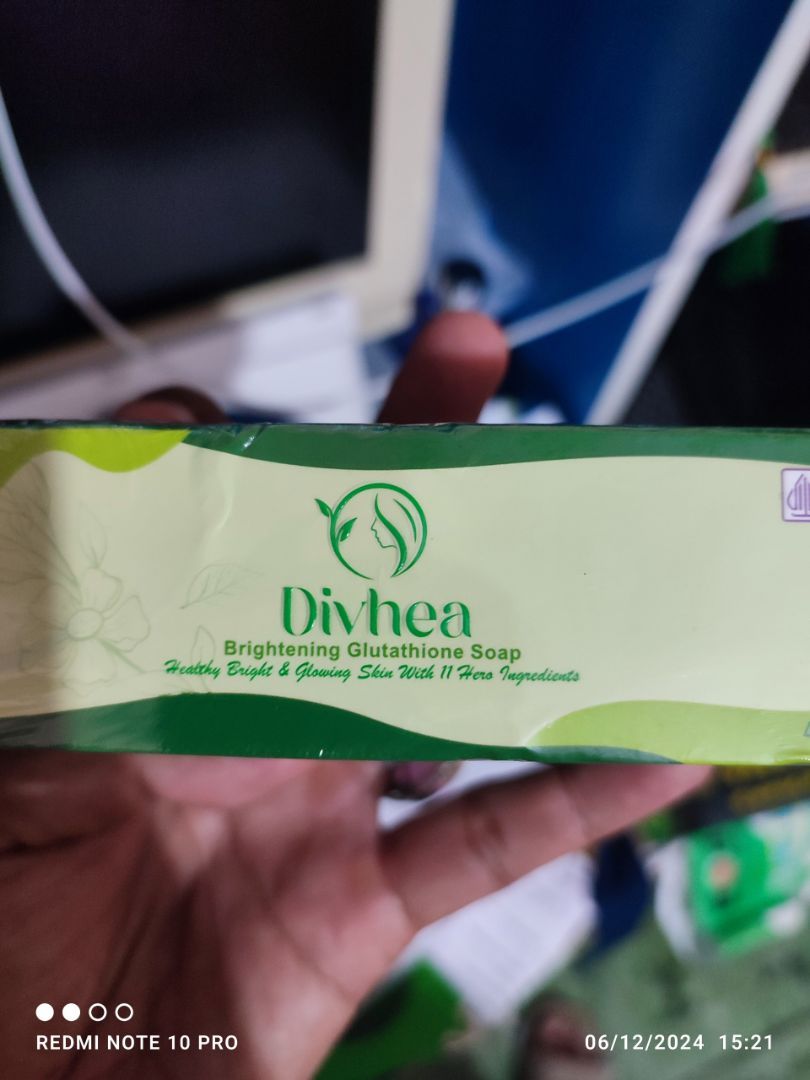 Divhea
Brightening Glutathione Soap
Healthy Bright & Glowing Skin With 11 Hero Ingredients
REDMI NOTE 10 PRO
06/12/2024 15:21